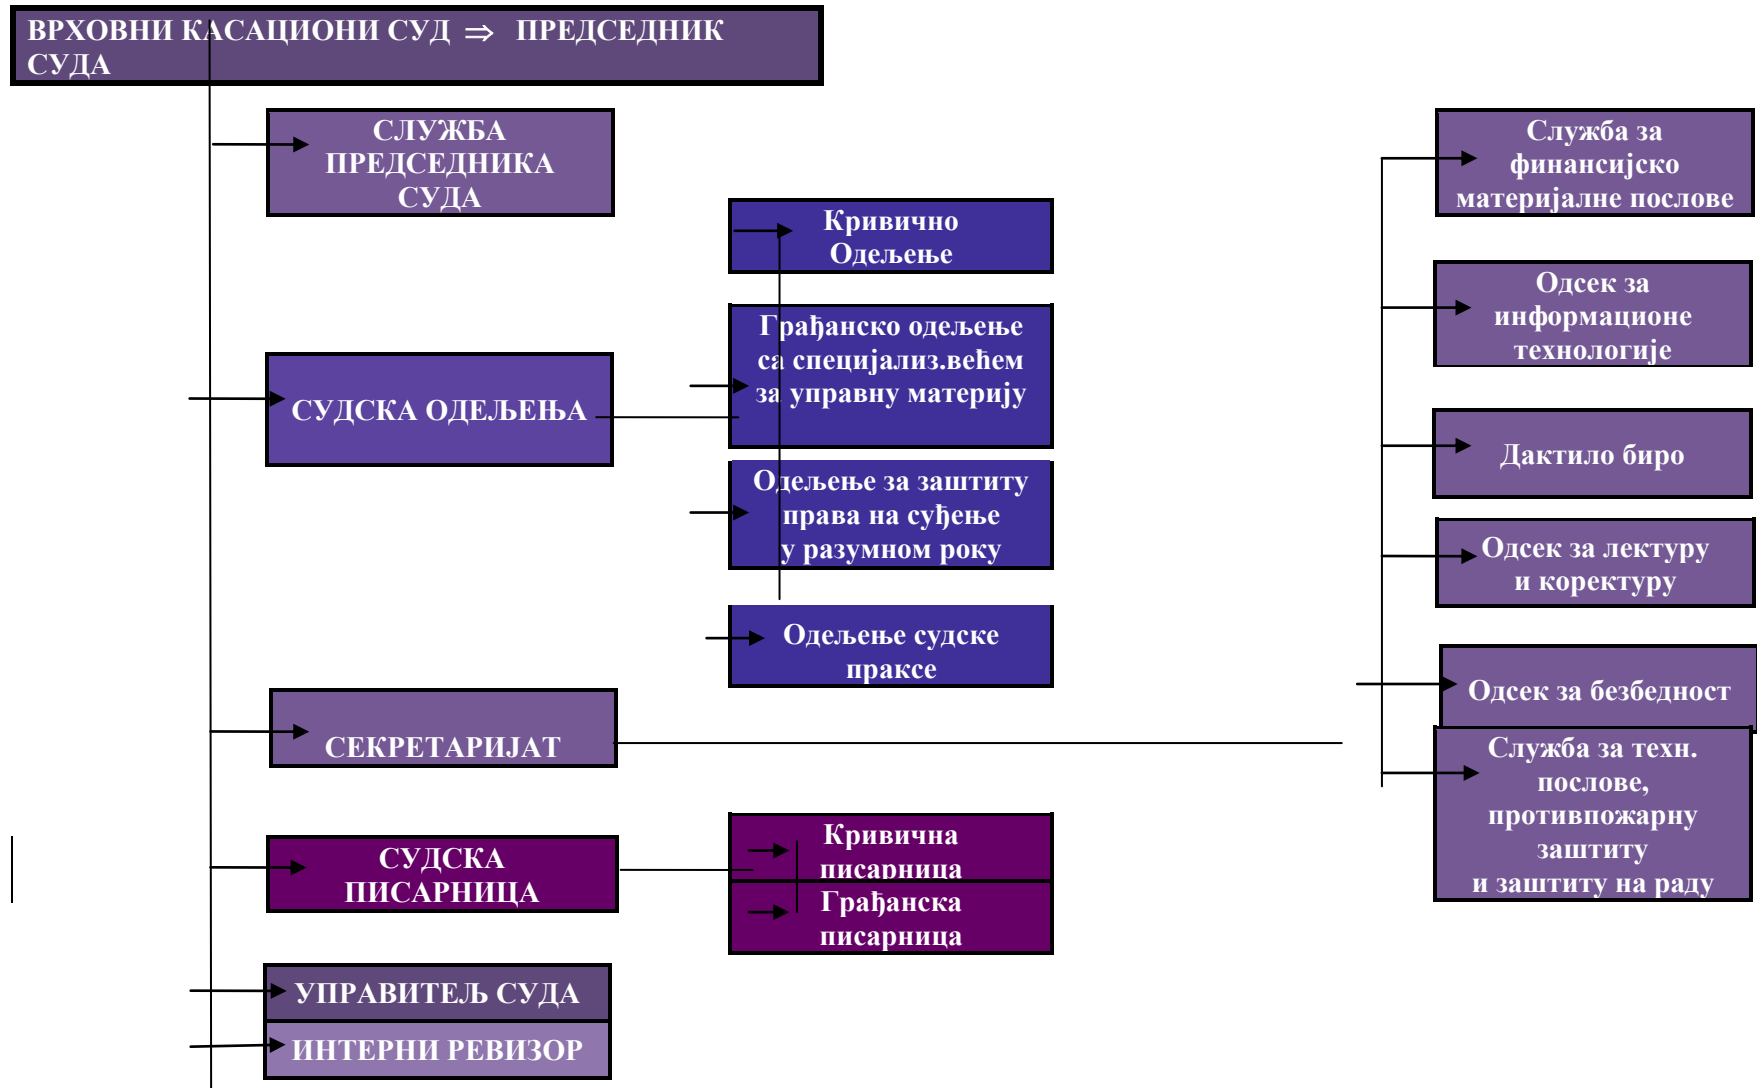 ВРХОВНИ КАСАЦИОНИ СУД ⇒ ПРЕДСЕДНИК
СУДА
СЛУЖБА
ПРЕДСЕДНИКА
СУДА
СУДСКА ОДЕЉЕЊА
Кривично
Одељење
Грађанско одељење
са специјализ.већем
за управну материју
Одељење за заштиту
права на суђење
у разумном року
Одељење судске
праксе
СЕКРЕТАРИЈАТ
Служба за
финансијско
материјалне послове
Одсек за
информационе
технологије
Дактило биро
Одсек за лектуру
и коректуру
Одсек за безбедност
Служба за техн.
послове,
противпожарну
заштиту
и заштиту на раду
СУДСКА
ПИСАРНИЦА
Кривична
писарница
Грађанска
писарница
УПРАВИТЕЉ СУДА
ИНТЕРНИ РЕВИЗОР